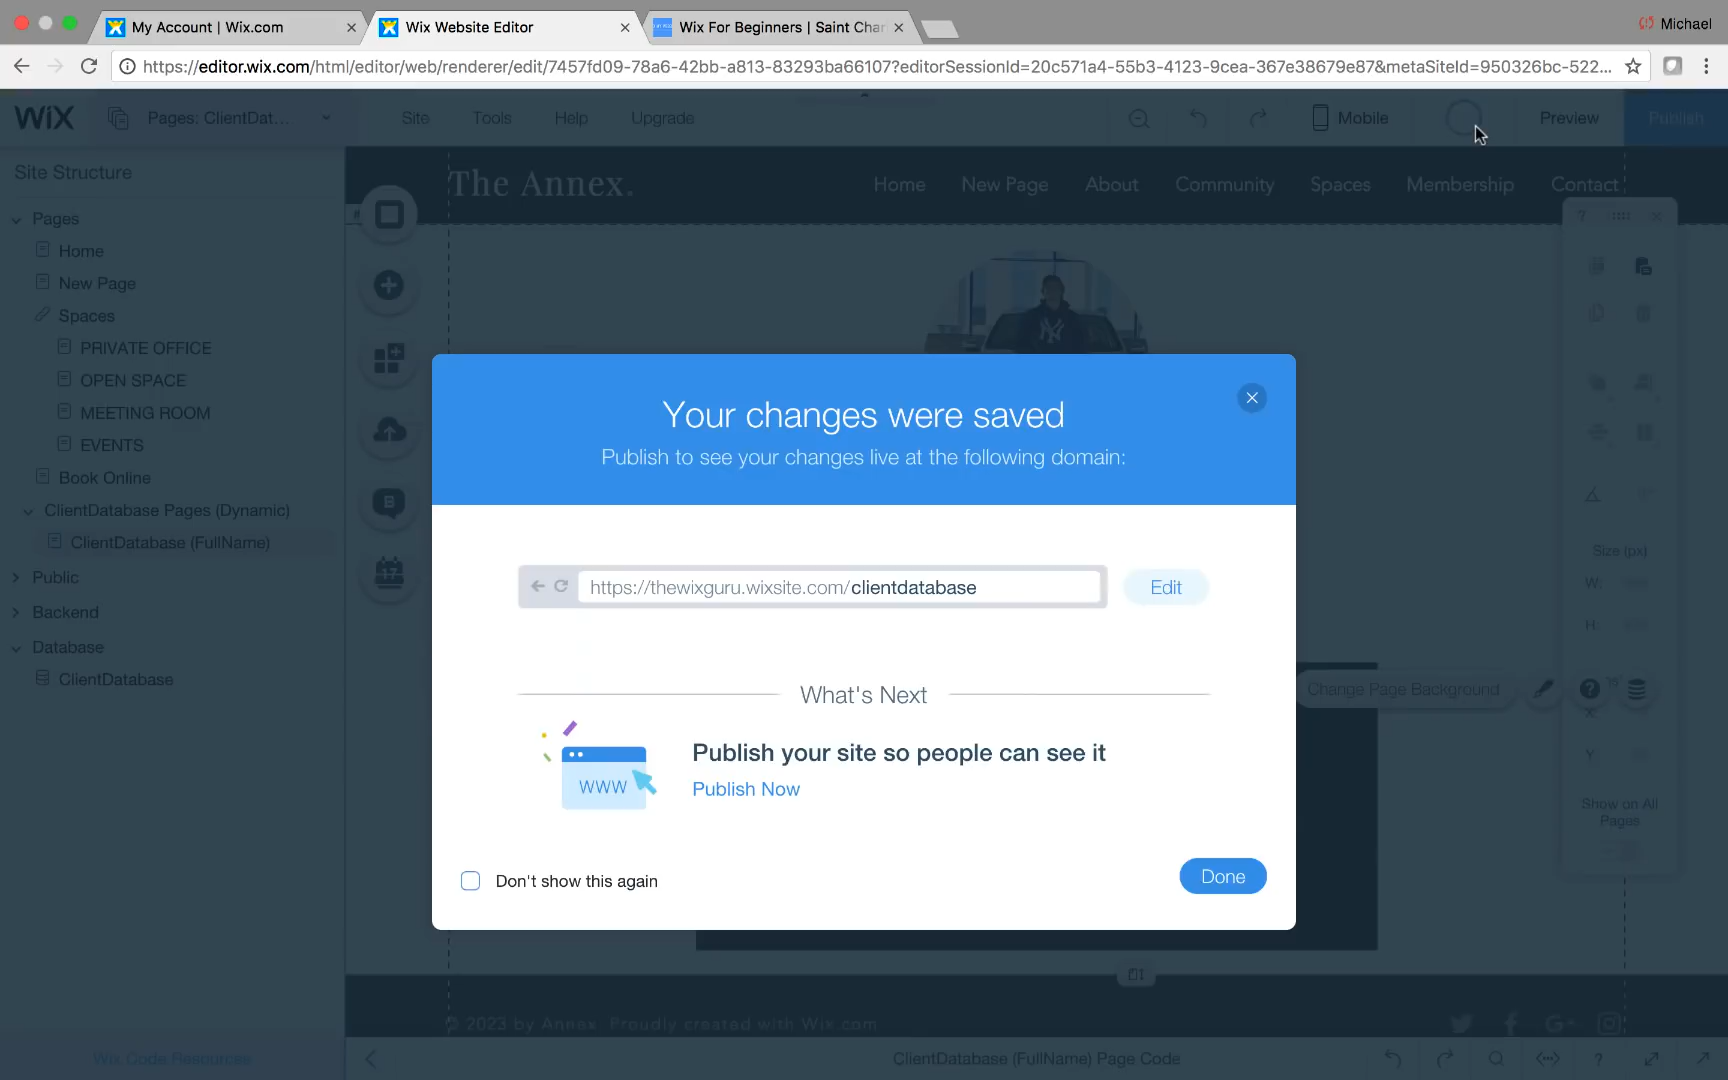 My Account | Wix.com
Wix Website Editor
Wix For Beginners | Saint Char
Michael
https://editor.wix.com/html/editor/web/renderer/edit/7457fd09-78a6-42bb-a813-83293ba66107?editorSessionId=20c571a4-55b3-4123-9cea-367e38679e87&metaSiteId=950326bc-522...
WiX
Pages: ClientDat...
Site
Tools
Help
Upgrade
Mobile
Preview
Publish
Site Structure
The Annex.
Home
New Page
About
Community
Spaces
Membership
Contact
Pages
Home
New Page
Spaces
PRIVATE OFFICE
OPEN SPACE
MEETING ROOM
EVENTS
Book Online
ClientDatabase Pages (Dynamic)
ClientDatabase (FullName)
Public
Backend
Database
ClientDatabase
Your changes were saved
Publish to see your changes live at the following domain:
https://thewixguru.wixsite.com/clientdatabase
Edit
What's Next
WWW
Publish your site so people can see it
Publish Now
Don't show this again
Done
Size (px)
W:
H:
Change Page Background
X:
Y:
Show on All
Pages
© 2023 by Annex. Proudly created with Wix.com
Wix Code Resources
ClientDatabase (FullName) Page Code